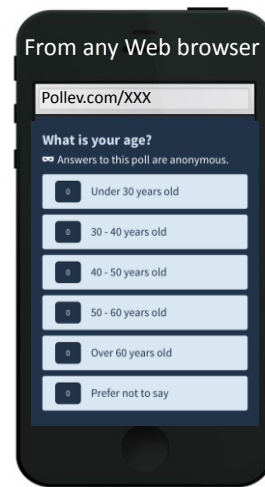 From any Web browser
Pollev.com/XXX
What is your age?
Answers to this poll are anonymous.
0 Under 30 years old
0 30 - 40 years old
0 40 - 50 years old
0 50 - 60 years old
0 Over 60 years old
0 Prefer not to say